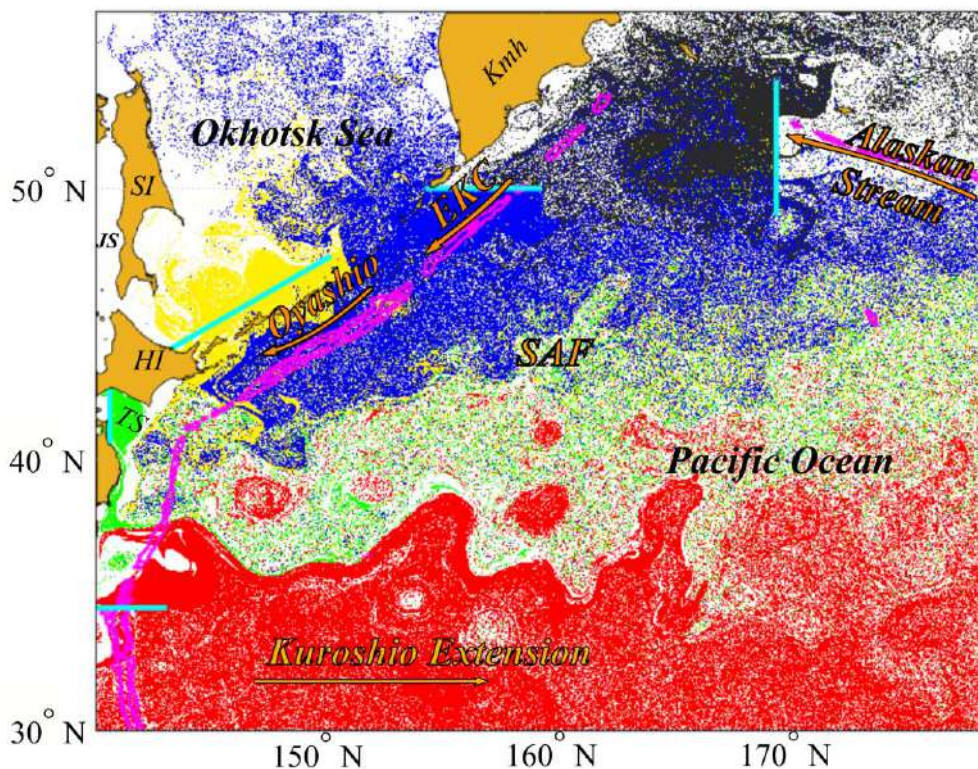 Kmh
Okhotsk Sea
Alaskan
Stream
50° N
SI
EKC
JS
Oyashio
HI
SAF
TS
40° N
Pacific Ocean
Kuroshio Extension
30° N
150° N
160° N
170° N